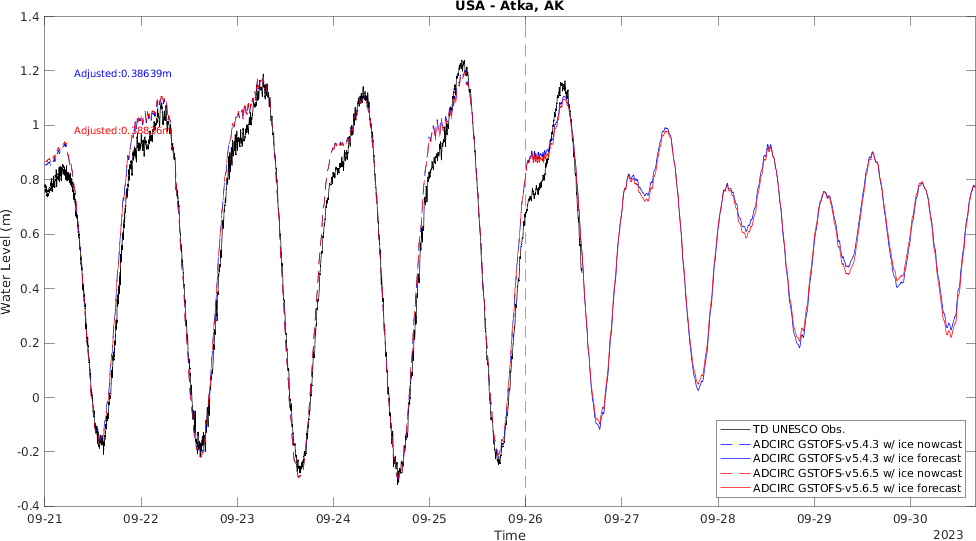 USA - Atka, AK
1.4
1.2
1
0.8
0.6
0.4
0.2
0
-0.2
-0.4
Water Level (m)
Adjusted:0.38639m
TD UNESCO Obs.
ADCIRC GSTOFS-v5.4.3 w/ ice nowcast
ADCIRC GSTOFS-v5.4.3 w/ ice forecast
ADCIRC GSTOFS-v5.6.5 w/ ice nowcast
ADCIRC GSTOFS-v5.6.5 w/ ice forecast
09-21 09-22 09-23 09-24 09-25 09-26 09-27 09-28 09-29 09-30
Time
2023